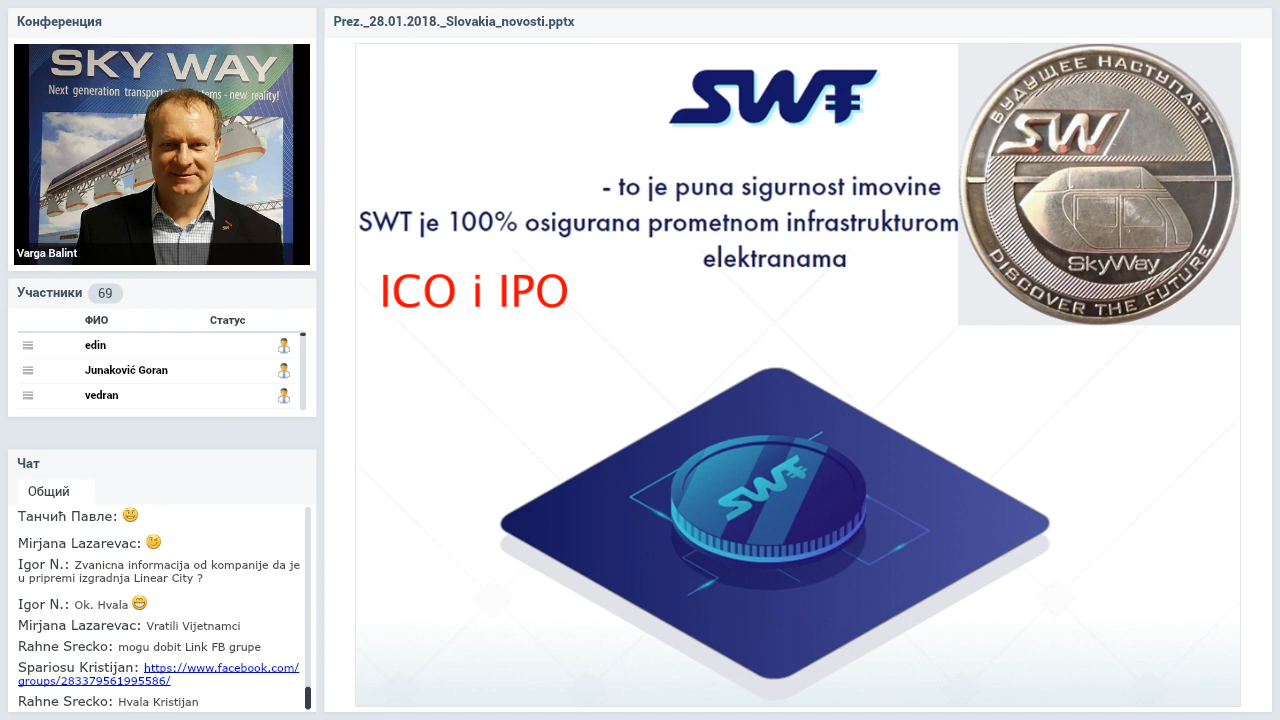 Конференция
SKY WAY
Next generation transporta ems - new reality!
Varga Balint
Участники 69
ФИО Статус
edin
Junaković Goran
vedran
Чат
Общий
Танчић Павле:
Mirjana Lazarevac:
Igor N.: Zvanicna informacija od kompanije da je
u pripremi izgradnja Linear City ?
Igor N.: Ok. Hvala
Mirjana Lazarevac: Vratili Vijetnamci
Rahne Srecko: mogu dobit Link FB grupe
Spariosu Kristijan: https://www.facebook.com/
groups/283379561995586/
Rahne Srecko: Hvala Kristijan
Prez._28.01.2018._Slovakia_novosti.pptx
SWT
- to je puna sigurnost imovine
SWT je 100% osigurana prometnom infrastrukturom
elektranama
ICO i IPO
БУДУЩЕЕ НАСТУПАЕТ
SW
SkyWay
DISCOVER THE FUTURE
SWT